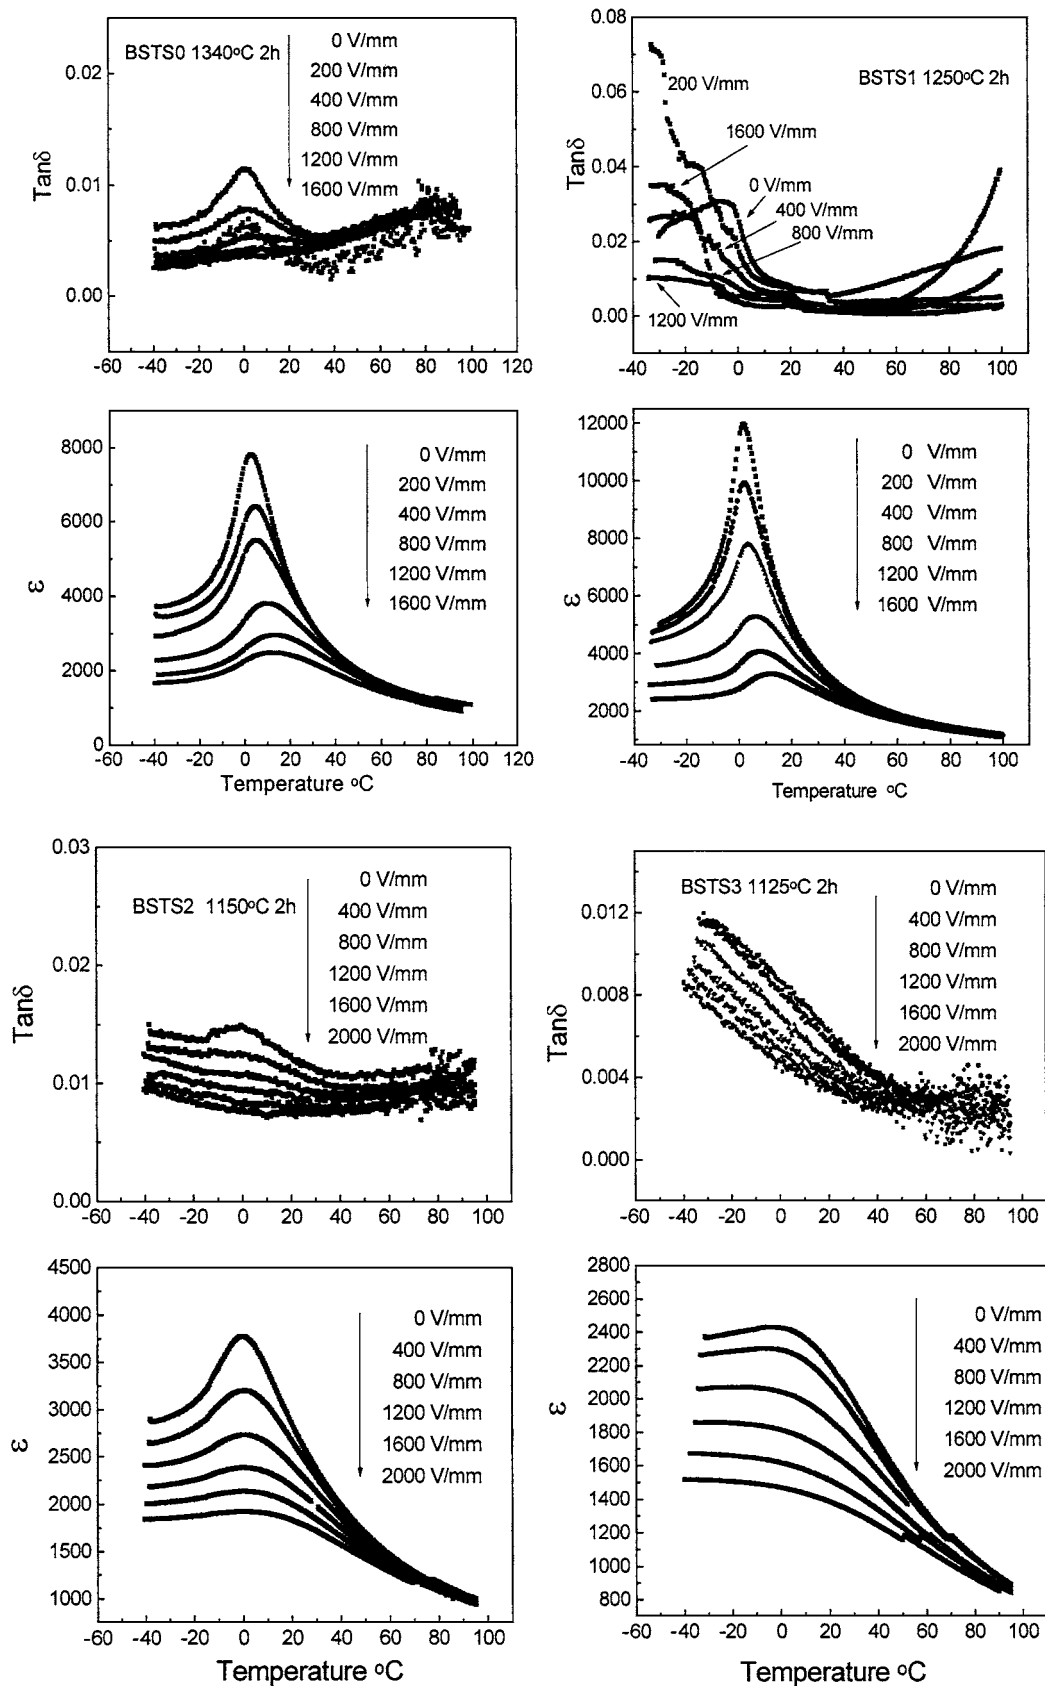 BSTS0 1340ºC 2h
0 V/mm
200 V/mm
400 V/mm
800 V/mm
1200 V/mm
1600 V/mm
Tanδ
0.02
0.01
0.00
-60 -40 -20 0 20 40 60 80 100 120
BSTS1 1250ºC 2h
200 V/mm
1600 V/mm
0 V/mm
400 V/mm
800 V/mm
1200 V/mm
Tanδ
0.08
0.06
0.04
0.02
0.00
-40 -20 0 20 40 60 80 100
0 V/mm
200 V/mm
400 V/mm
800 V/mm
1200 V/mm
1600 V/mm
ε
8000
6000
4000
2000
0
-60 -40 -20 0 20 40 60 80 100 120
Temperature ºC
0 V/mm
200 V/mm
400 V/mm
800 V/mm
1200 V/mm
1600 V/mm
ε
12000
10000
8000
6000
4000
2000
-40 -20 0 20 40 60 80 100
Temperature ºC
BSTS2 1150ºC 2h
0 V/mm
400 V/mm
800 V/mm
1200 V/mm
1600 V/mm
2000 V/mm
Tanδ
0.03
0.02
0.01
0.00
-60 -40 -20 0 20 40 60 80 100
BSTS3 1125ºC 2h
0 V/mm
400 V/mm
800 V/mm
1200 V/mm
1600 V/mm
2000 V/mm
Tanδ
0.012
0.008
0.004
0.000
-60 -40 -20 0 20 40 60 80 100
0 V/mm
400 V/mm
800 V/mm
1200 V/mm
1600 V/mm
2000 V/mm
ε
4500
4000
3500
3000
2500
2000
1500
1000
-60 -40 -20 0 20 40 60 80 100
Temperature ºC
0 V/mm
400 V/mm
800 V/mm
1200 V/mm
1600 V/mm
2000 V/mm
ε
2800
2600
2400
2200
2000
1800
1600
1400
1200
1000
800
-60 -40 -20 0 20 40 60 80 100
Temperature ºC